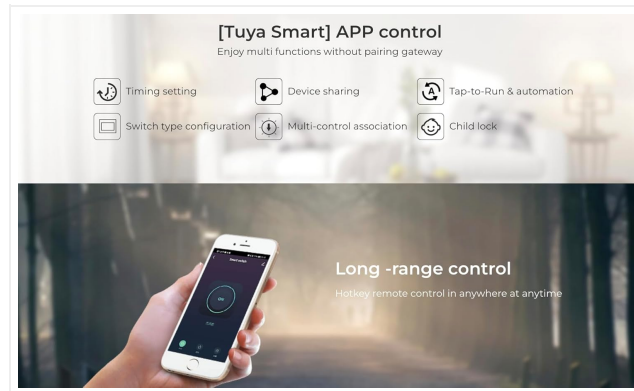 [Tuya Smart] APP control
Enjoy multi functions without pairing gateway
Timing setting
Device sharing
A
Tap-to-Run & automation
Switch type configuration
Multi-control association
Child lock
Long -range control
Hotkey remote control in anywhere at anytime